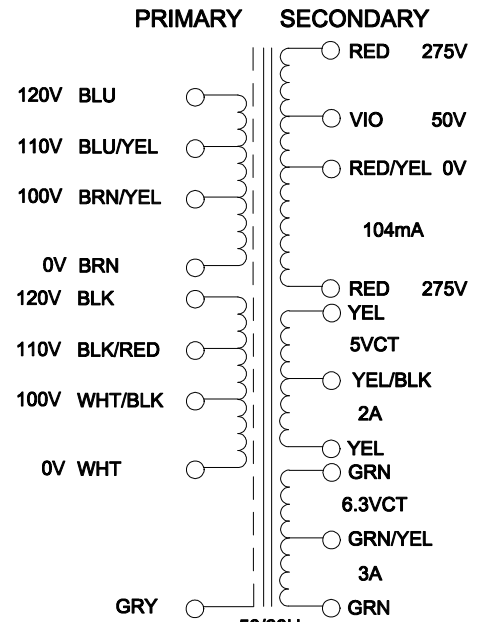 PRIMARY SECONDARY
RED 275V
120V BLU
VIO 50V
110V BLU/YEL
RED/YEL 0V
100V BRN/YEL
104mA
0V BRN
RED 275V
120V BLK
YEL
5VCT
110V BLK/RED
YEL/BLK
100V WHT/BLK
2A
YEL
0V WHT
GRN
6.3VCT
GRN/YEL
3A
GRY
GRN